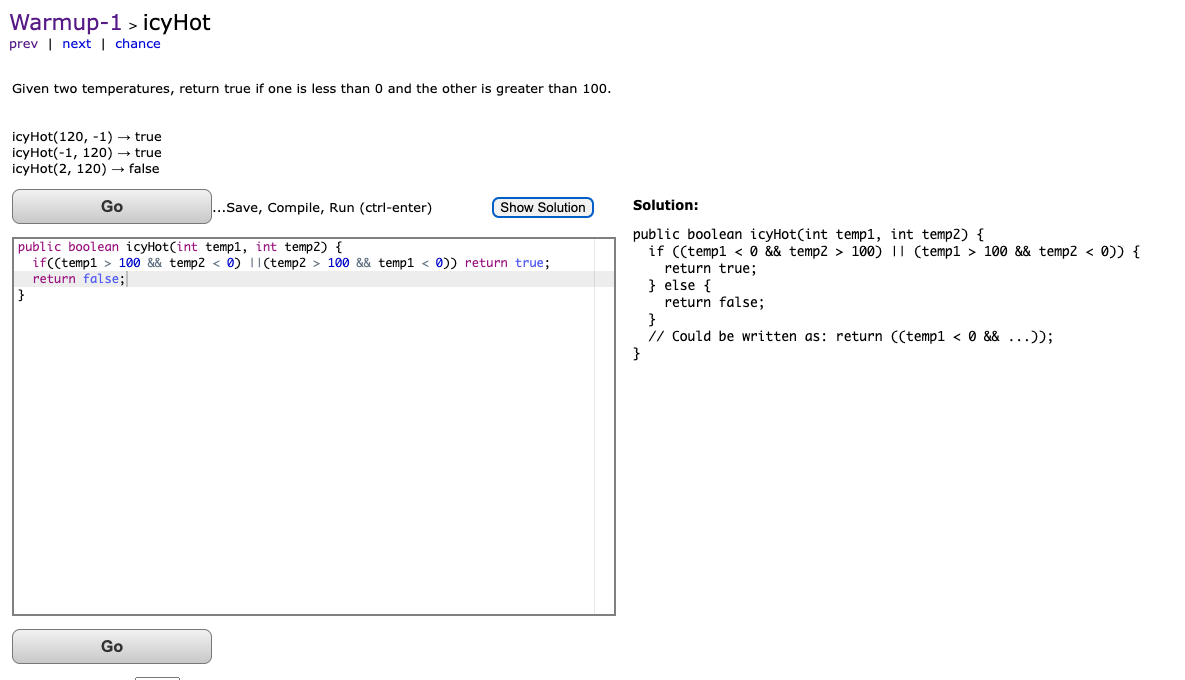 Warmup-1 > icyHot
prev | next | chance
Given two temperatures, return true if one is less than 0 and the other is greater than 100.
icyHot(120, -1) → true
icyHot(-1, 120) → true
icyHot(2, 120) → false
Go ...Save, Compile, Run (ctrl-enter) Show Solution
public boolean icyHot(int temp1, int temp2) {
  if((temp1 > 100 && temp2 < 0) ||(temp2 > 100 && temp1 < 0)) return true;
  return false;
}
Go
Solution:
public boolean icyHot(int temp1, int temp2) {
  if ((temp1 < 0 && temp2 > 100) || (temp1 > 100 && temp2 < 0)) {
    return true;
  } else {
    return false;
  }
  // Could be written as: return ((temp1 < 0 && ...));
}